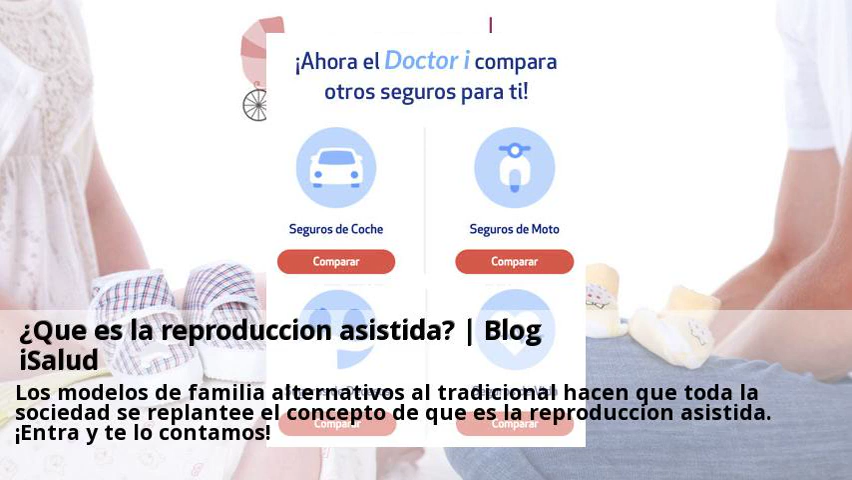 ¡Ahora el Doctor i compara
otros seguros para ti!
Seguros de Coche
Seguros de Moto
Comparar
Comparar
¿Que es la reproduccion asistida? | Blog
iSalud
Los modelos de familia alternativos al tradicional hacen que toda la
sociedad se replantee el concepto de que es la reproduccion asistida.
¡Entra y te lo contamos!
Comparar
Comparar